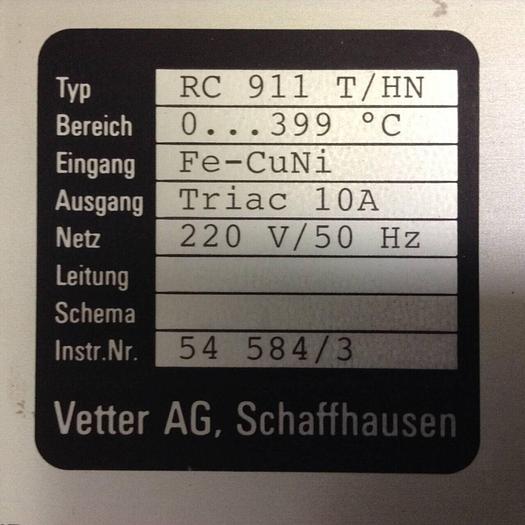 Typ RC 911 T/HN
Bereich 0...399 °C
Eingang Fe-CuNi
Ausgang Triac 10A
Netz 220 V/50 Hz
Leitung
Schema
Instr.Nr. 54 584/3
Vetter AG, Schaffhausen